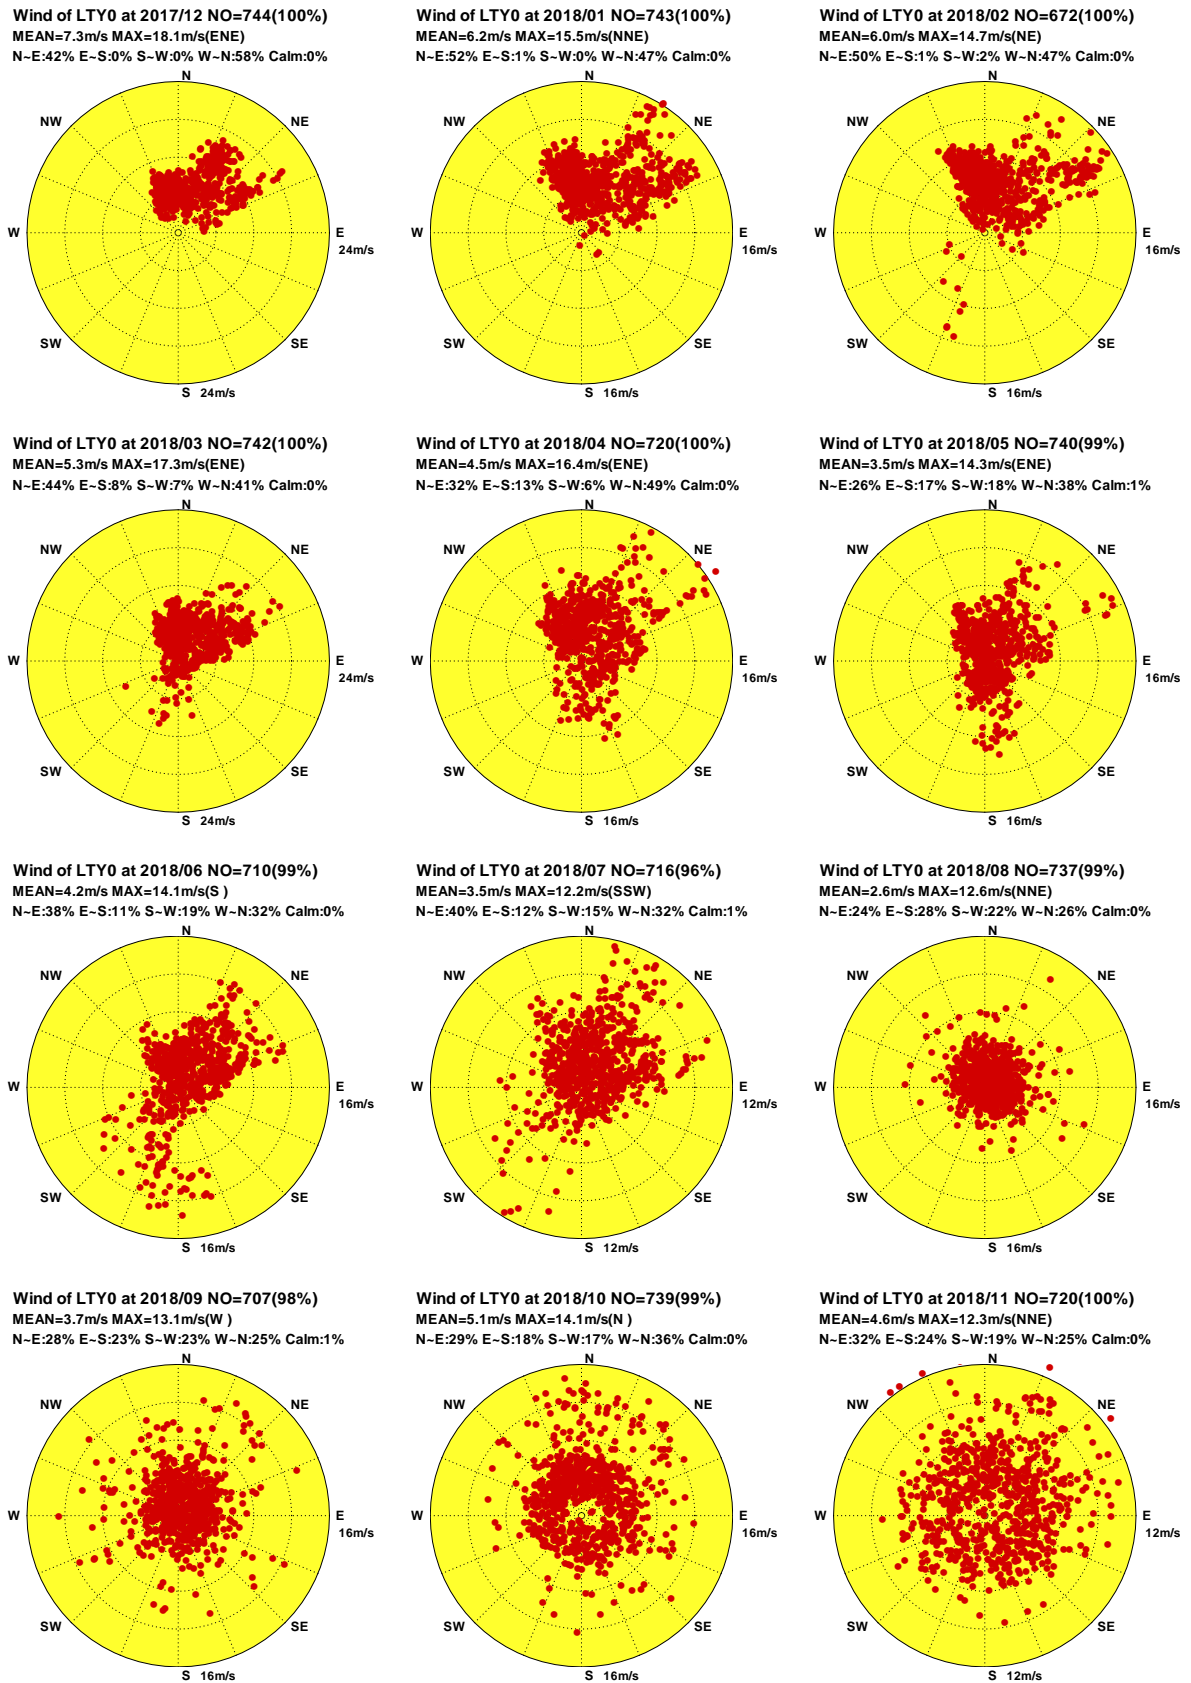 Wind of LTY0 at 2017/12 NO=744(100%)
MEAN=7.3m/s MAX=18.1m/s(ENE)
N~E:42% E~S:0% S~W:0% W~N:58% Calm:0%
N
NW
NE
W
E
24m/s
SW
SE
S 24m/s
Wind of LTY0 at 2018/01 NO=743(100%)
MEAN=6.2m/s MAX=15.5m/s(NNE)
N~E:52% E~S:1% S~W:0% W~N:47% Calm:0%
N
NW
NE
W
E
16m/s
SW
SE
S 16m/s
Wind of LTY0 at 2018/02 NO=672(100%)
MEAN=6.0m/s MAX=14.7m/s(NE)
N~E:50% E~S:1% S~W:2% W~N:47% Calm:0%
N
NW
NE
W
E
16m/s
SW
SE
S 16m/s
Wind of LTY0 at 2018/03 NO=742(100%)
MEAN=5.3m/s MAX=17.3m/s(ENE)
N~E:44% E~S:8% S~W:7% W~N:41% Calm:0%
N
NW
NE
W
E
24m/s
SW
SE
S 24m/s
Wind of LTY0 at 2018/04 NO=720(100%)
MEAN=4.5m/s MAX=16.4m/s(ENE)
N~E:32% E~S:13% S~W:6% W~N:49% Calm:0%
N
NW
NE
W
E
16m/s
SW
SE
S 16m/s
Wind of LTY0 at 2018/05 NO=740(99%)
MEAN=3.5m/s MAX=14.3m/s(ENE)
N~E:26% E~S:17% S~W:18% W~N:38% Calm:1%
N
NW
NE
W
E
16m/s
SW
SE
S 16m/s
Wind of LTY0 at 2018/06 NO=710(99%)
MEAN=4.2m/s MAX=14.1m/s(S )
N~E:38% E~S:11% S~W:19% W~N:32% Calm:0%
N
NW
NE
W
E
16m/s
SW
SE
S 16m/s
Wind of LTY0 at 2018/07 NO=716(96%)
MEAN=3.5m/s MAX=12.2m/s(SSW)
N~E:40% E~S:12% S~W:15% W~N:32% Calm:1%
N
NW
NE
W
E
12m/s
SW
SE
S 12m/s
Wind of LTY0 at 2018/08 NO=737(99%)
MEAN=2.6m/s MAX=12.6m/s(NNE)
N~E:24% E~S:28% S~W:22% W~N:26% Calm:0%
N
NW
NE
W
E
16m/s
SW
SE
S 16m/s
Wind of LTY0 at 2018/09 NO=707(98%)
MEAN=3.7m/s MAX=13.1m/s(W )
N~E:28% E~S:23% S~W:23% W~N:25% Calm:1%
N
NW
NE
W
E
16m/s
SW
SE
S 16m/s
Wind of LTY0 at 2018/10 NO=739(99%)
MEAN=5.1m/s MAX=14.1m/s(N )
N~E:29% E~S:18% S~W:17% W~N:36% Calm:0%
N
NW
NE
W
E
16m/s
SW
SE
S 16m/s
Wind of LTY0 at 2018/11 NO=720(100%)
MEAN=4.6m/s MAX=12.3m/s(NNE)
N~E:32% E~S:24% S~W:19% W~N:25% Calm:0%
N
NW
NE
W
E
12m/s
SW
SE
S 12m/s